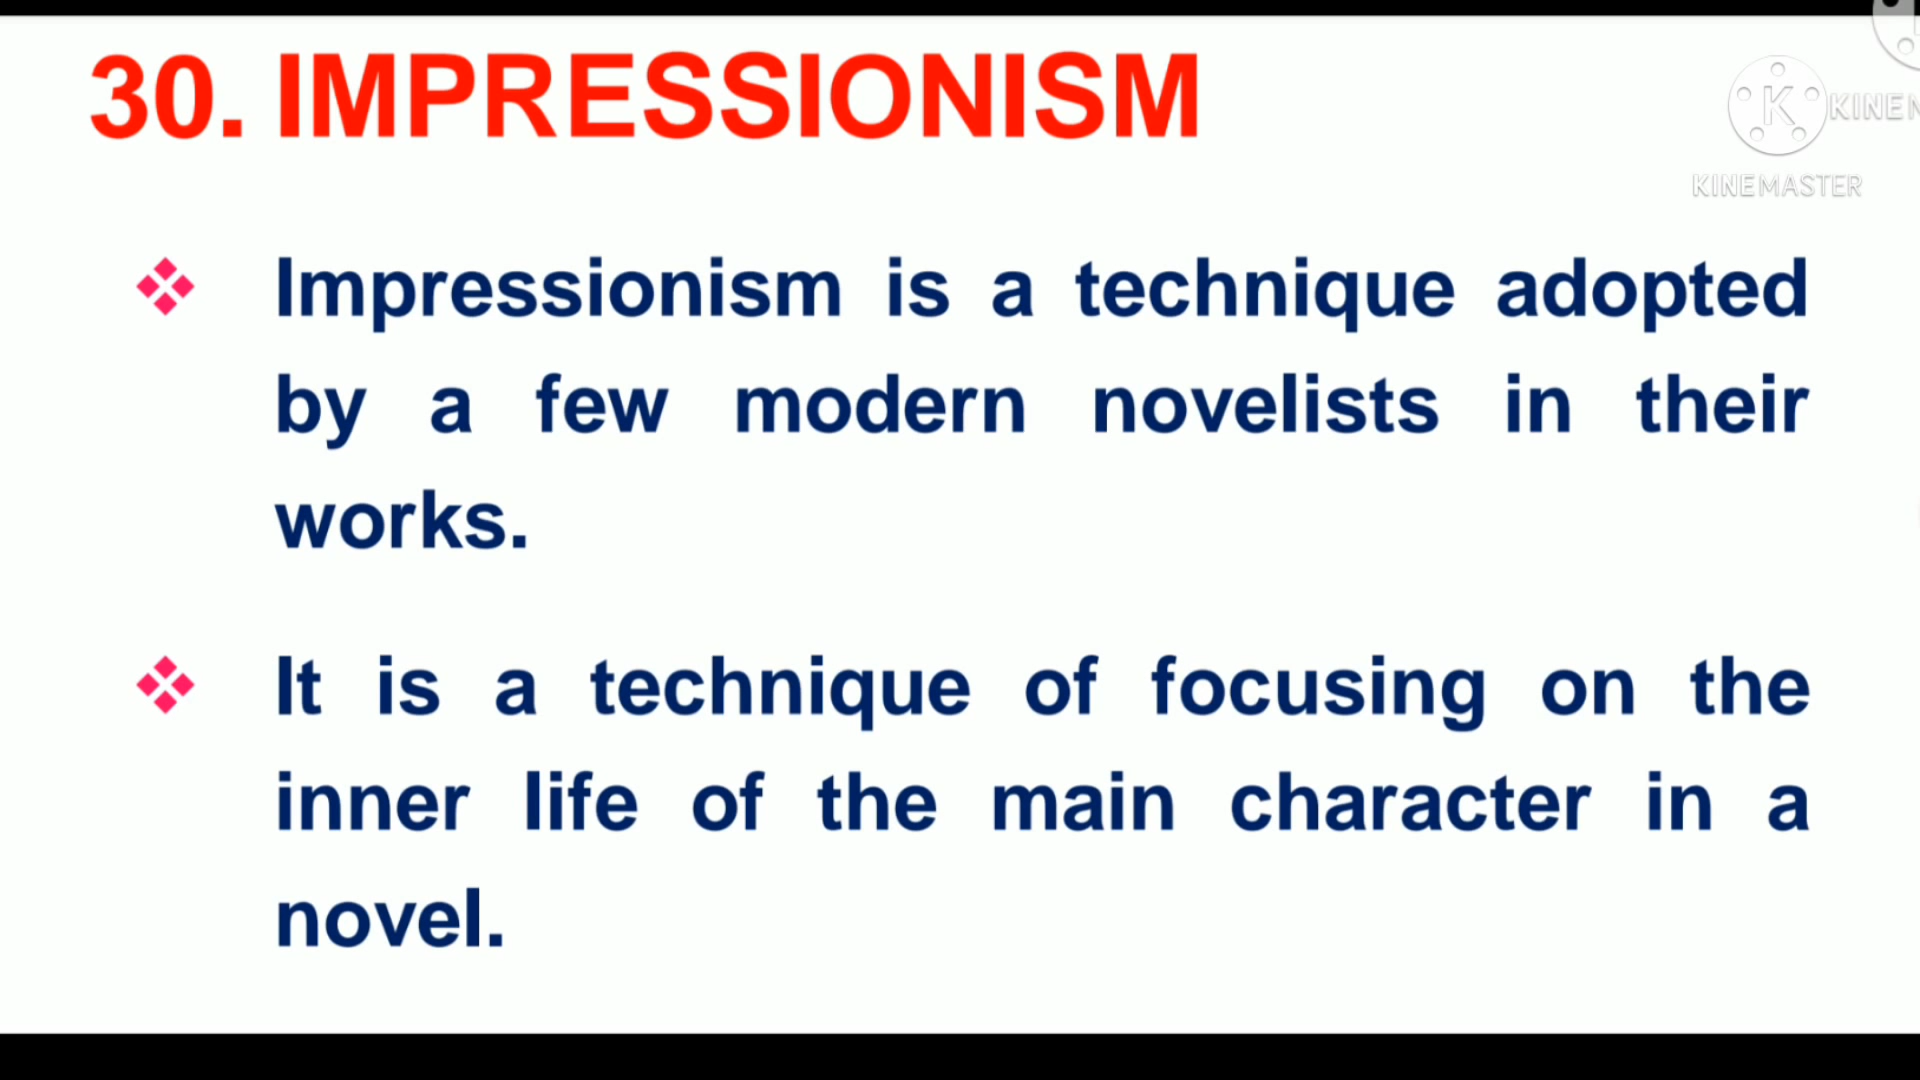 30. IMPRESSIONISM
KINEM
KINEMASTER
Impressionism is a technique adopted
by a few modern novelists in their
works.
It is a technique of focusing on the
inner life of the main character in a
novel.